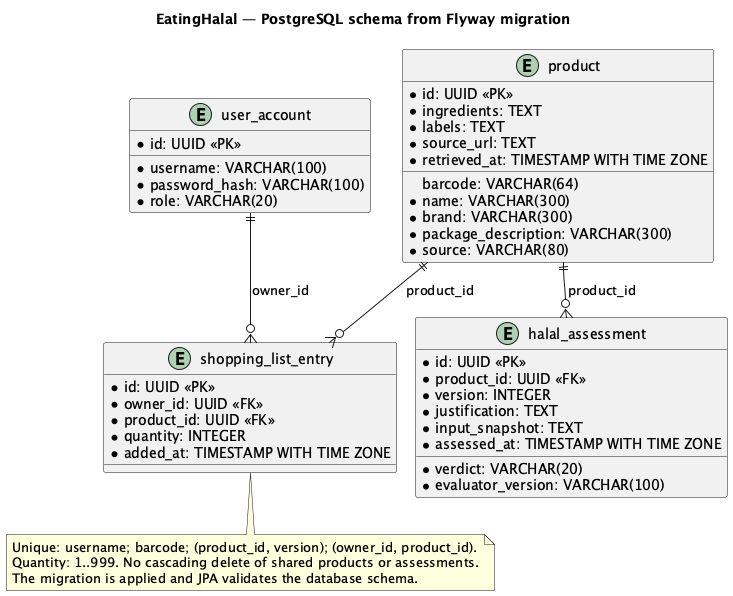 EatingHalal — PostgreSQL schema from Flyway migration
E product
id: UUID «PK»
ingredients: TEXT
labels: TEXT
source_url: TEXT
retrieved_at: TIMESTAMP WITH TIME ZONE
barcode: VARCHAR(64)
name: VARCHAR(300)
brand: VARCHAR(300)
package_description: VARCHAR(300)
source: VARCHAR(80)
E user_account
id: UUID «PK»
username: VARCHAR(100)
password_hash: VARCHAR(100)
role: VARCHAR(20)
owner_id
product_id
product_id
E shopping_list_entry
id: UUID «PK»
owner_id: UUID «FK»
product_id: UUID «FK»
quantity: INTEGER
added_at: TIMESTAMP WITH TIME ZONE
E halal_assessment
id: UUID «PK»
product_id: UUID «FK»
version: INTEGER
justification: TEXT
input_snapshot: TEXT
assessed_at: TIMESTAMP WITH TIME ZONE
verdict: VARCHAR(20)
evaluator_version: VARCHAR(100)
Unique: username; barcode; (product_id, version); (owner_id, product_id).
Quantity: 1..999. No cascading delete of shared products or assessments.
The migration is applied and JPA validates the database schema.